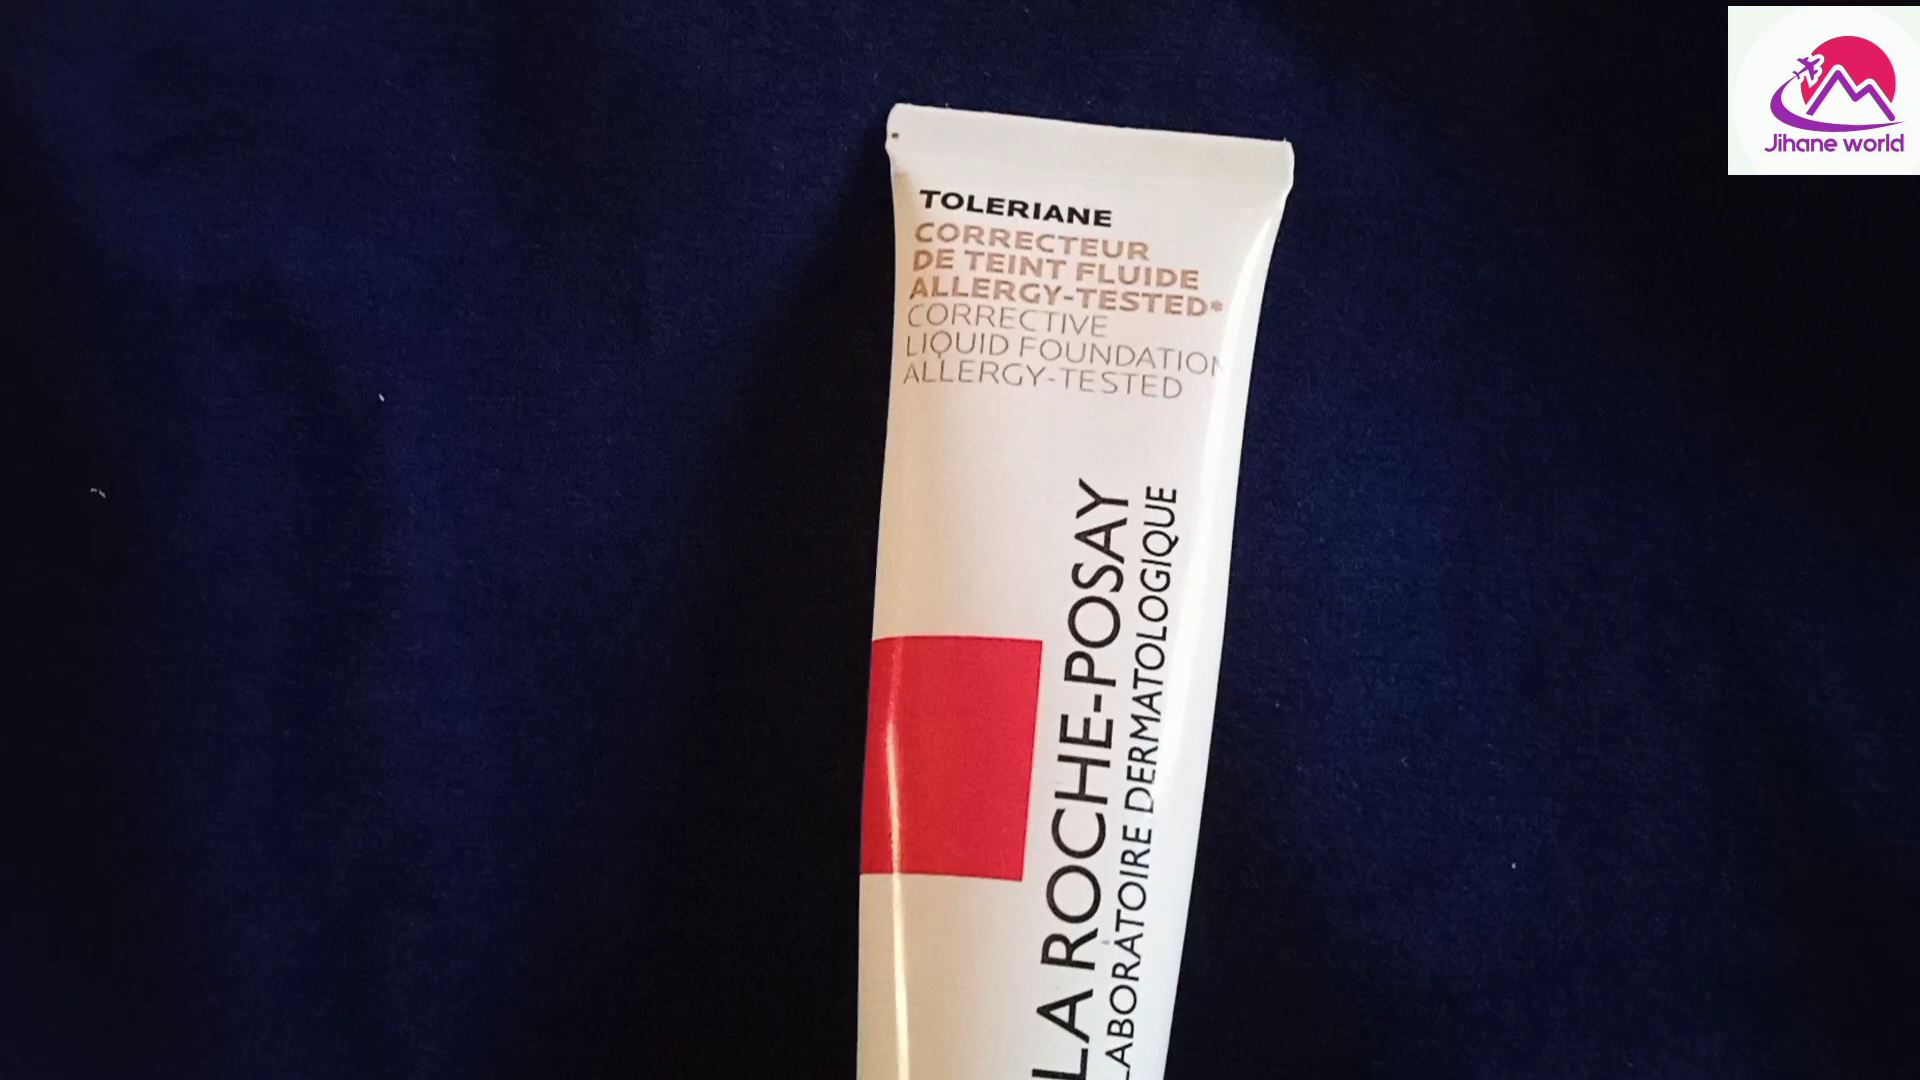 Jihane world
TOLERIANE
CORRECTEUR
DE TEINT FLUIDE
ALLERGY-TESTED*
CORRECTIVE
LIQUID FOUNDATION
ALLERGY-TESTED
LA ROCHE-POSAY
LABORATOIRE DERMATOLOGIQUE